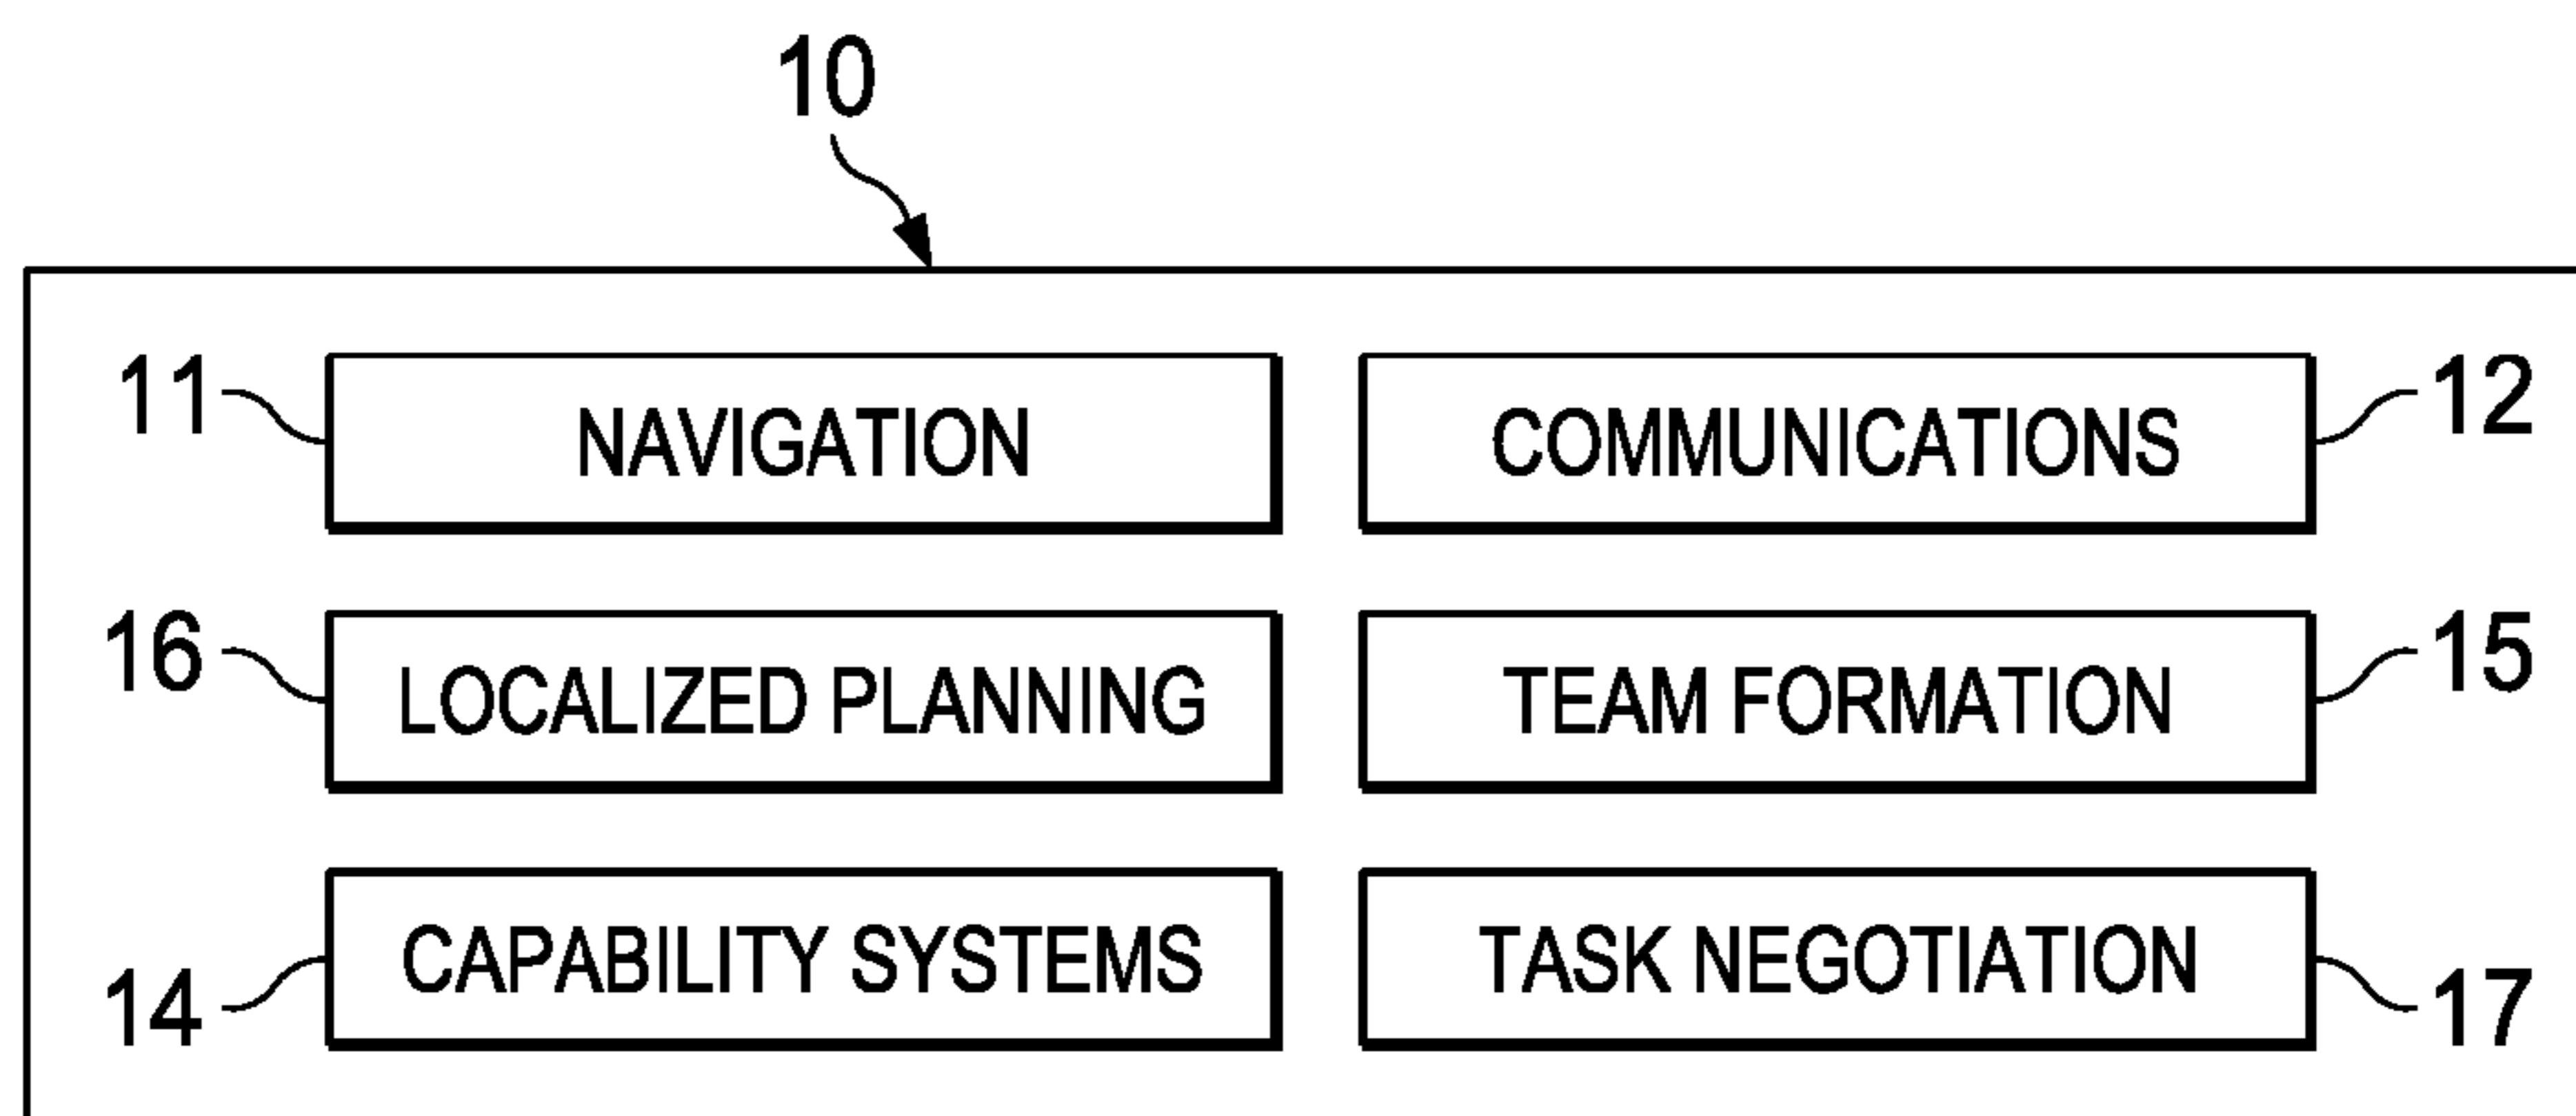 10
11 NAVIGATION COMMUNICATIONS 12
16 LOCALIZED PLANNING TEAM FORMATION 15
14 CAPABILITY SYSTEMS TASK NEGOTIATION 17